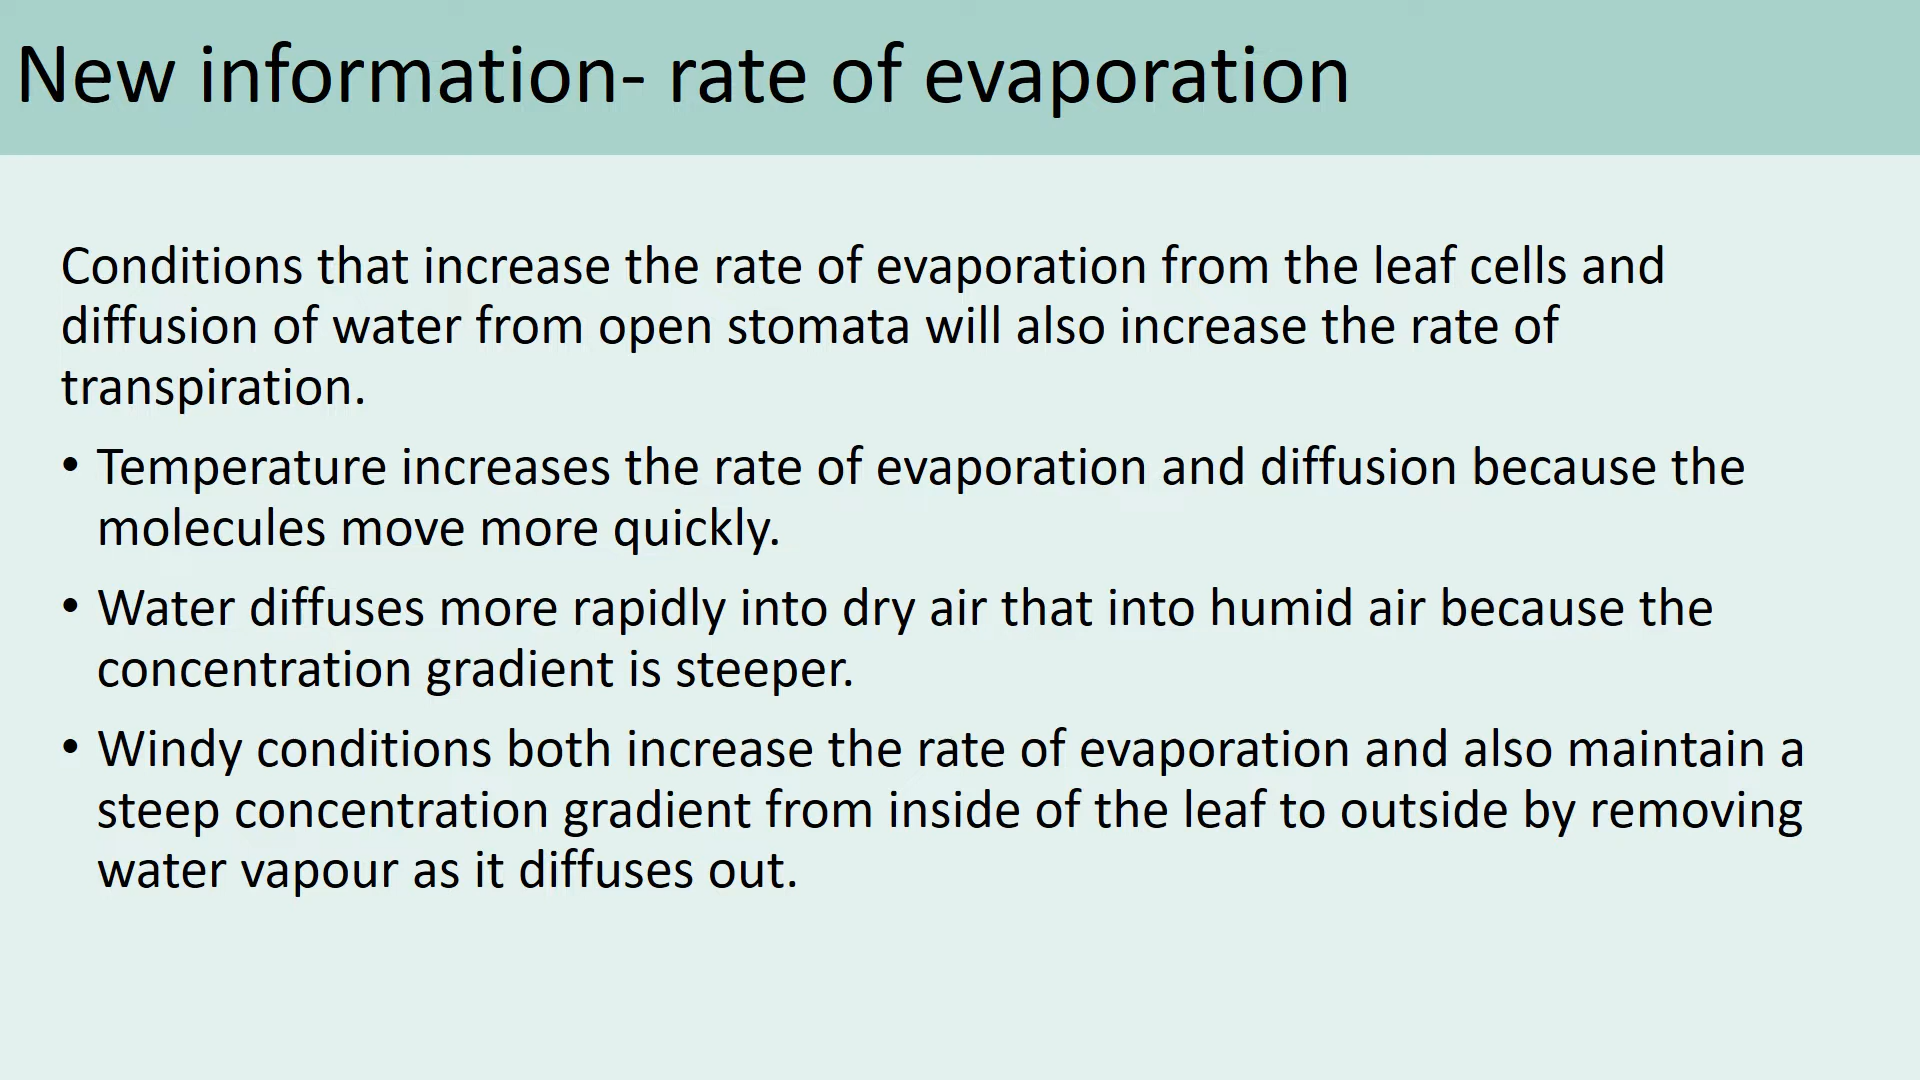 New information- rate of evaporation
Conditions that increase the rate of evaporation from the leaf cells and
diffusion of water from open stomata will also increase the rate of
transpiration.
• Temperature increases the rate of evaporation and diffusion because the
molecules move more quickly.
• Water diffuses more rapidly into dry air that into humid air because the
concentration gradient is steeper.
• Windy conditions both increase the rate of evaporation and also maintain a
steep concentration gradient from inside of the leaf to outside by removing
water vapour as it diffuses out.